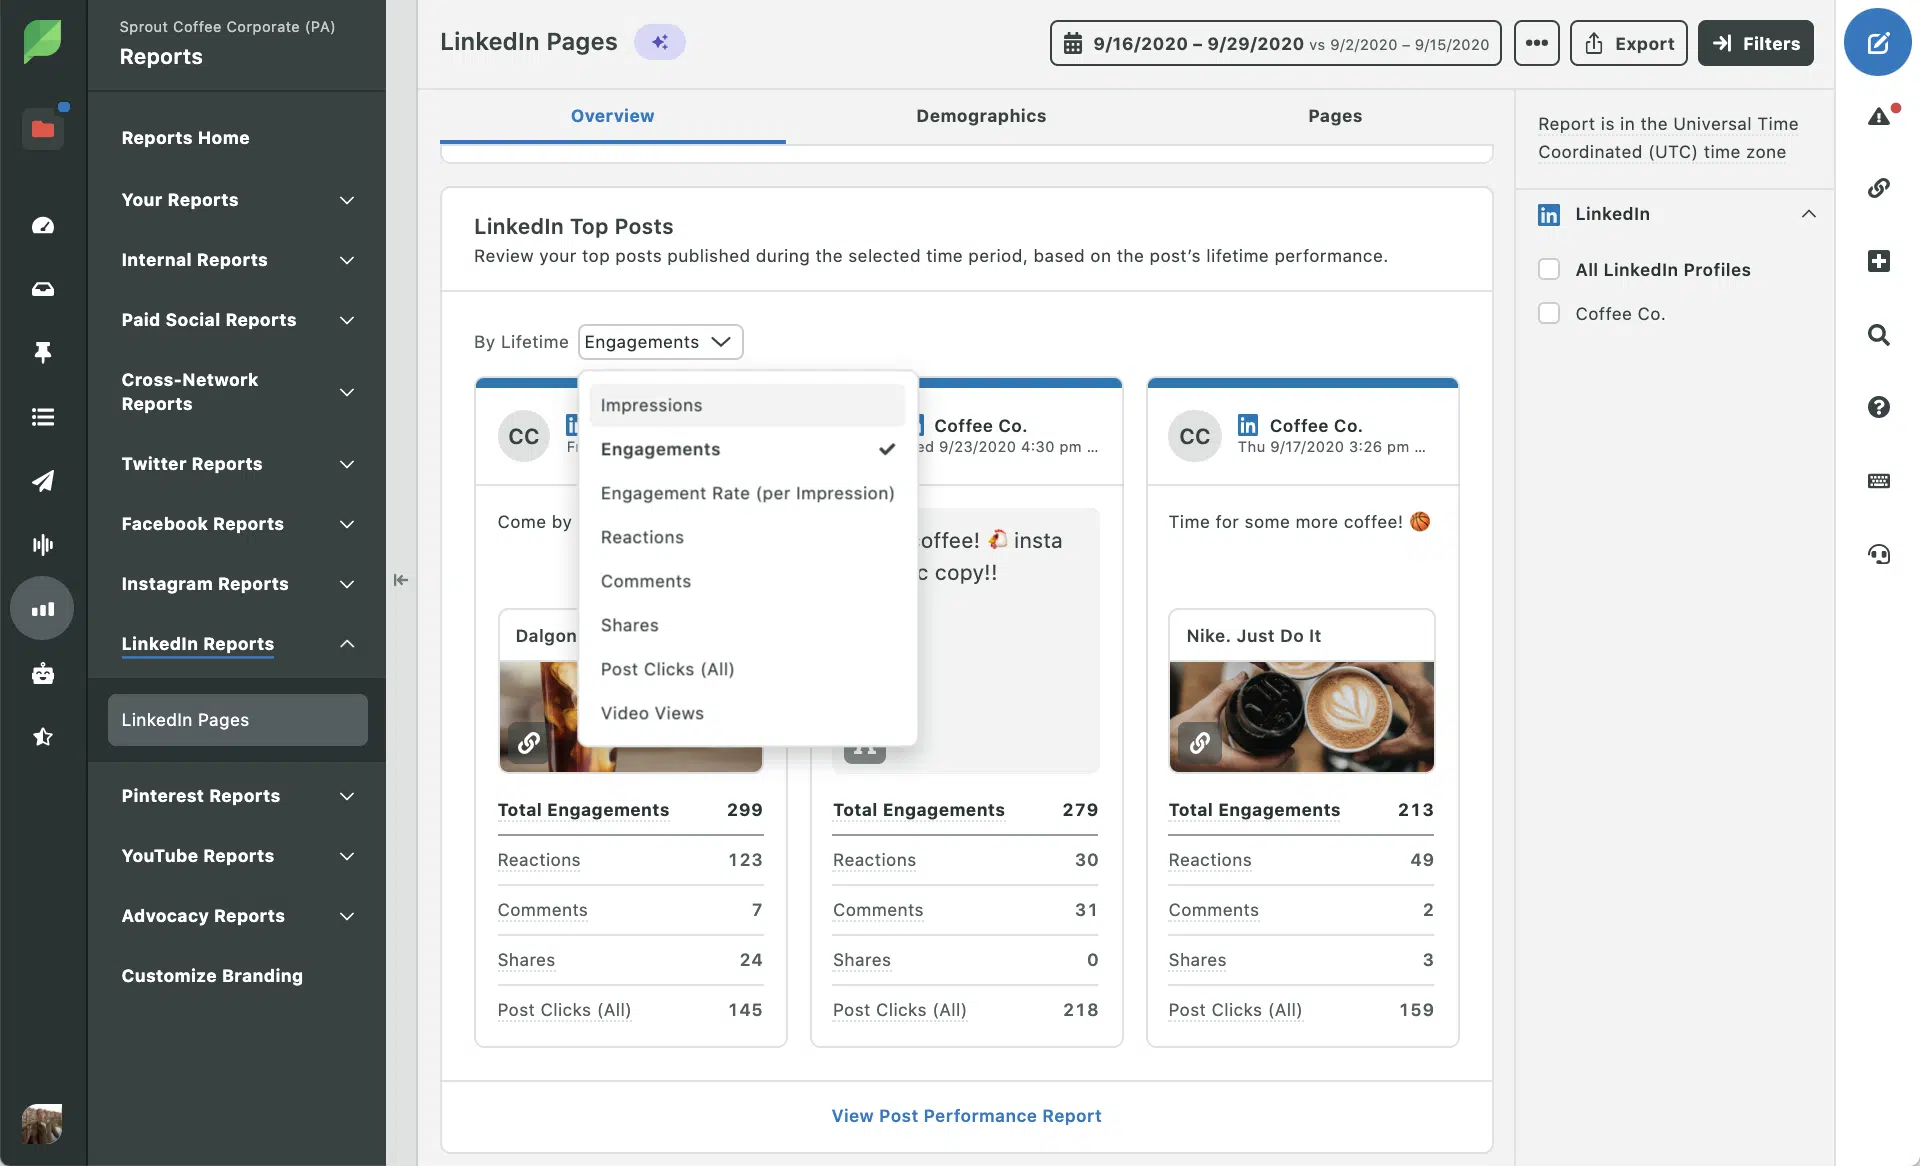 Sprout Coffee Corporate (PA)
Reports
Reports Home
Your Reports
Internal Reports
Paid Social Reports
Cross-Network
Reports
Twitter Reports
Facebook Reports
Instagram Reports
LinkedIn Reports
LinkedIn Pages
Pinterest Reports
YouTube Reports
Advocacy Reports
Customize Branding
LinkedIn Pages
9/16/2020 – 9/29/2020 vs 9/2/2020 – 9/15/2020
Export
Filters
Overview
Demographics
Pages
LinkedIn Top Posts
Review your top posts published during the selected time period, based on the post’s lifetime performance.
By Lifetime
Engagements
Impressions
Engagements
Engagement Rate (per Impression)
Reactions
Comments
Shares
Post Clicks (All)
Video Views
CC
Come by
Total Engagements 299
Reactions 123
Comments 7
Shares 24
Post Clicks (All) 145
Coffee Co.
9/23/2020 4:30 pm ...
insta
copy!!
Total Engagements 279
Reactions 30
Comments 31
Shares 0
Post Clicks (All) 218
CC
in
Coffee Co.
Thu 9/17/2020 3:26 pm ...
Time for some more coffee! 🏀
Nike. Just Do It
Total Engagements 213
Reactions 49
Comments 2
Shares 3
Post Clicks (All) 159
View Post Performance Report
Report is in the Universal Time
Coordinated (UTC) time zone
in LinkedIn
All LinkedIn Profiles
Coffee Co.